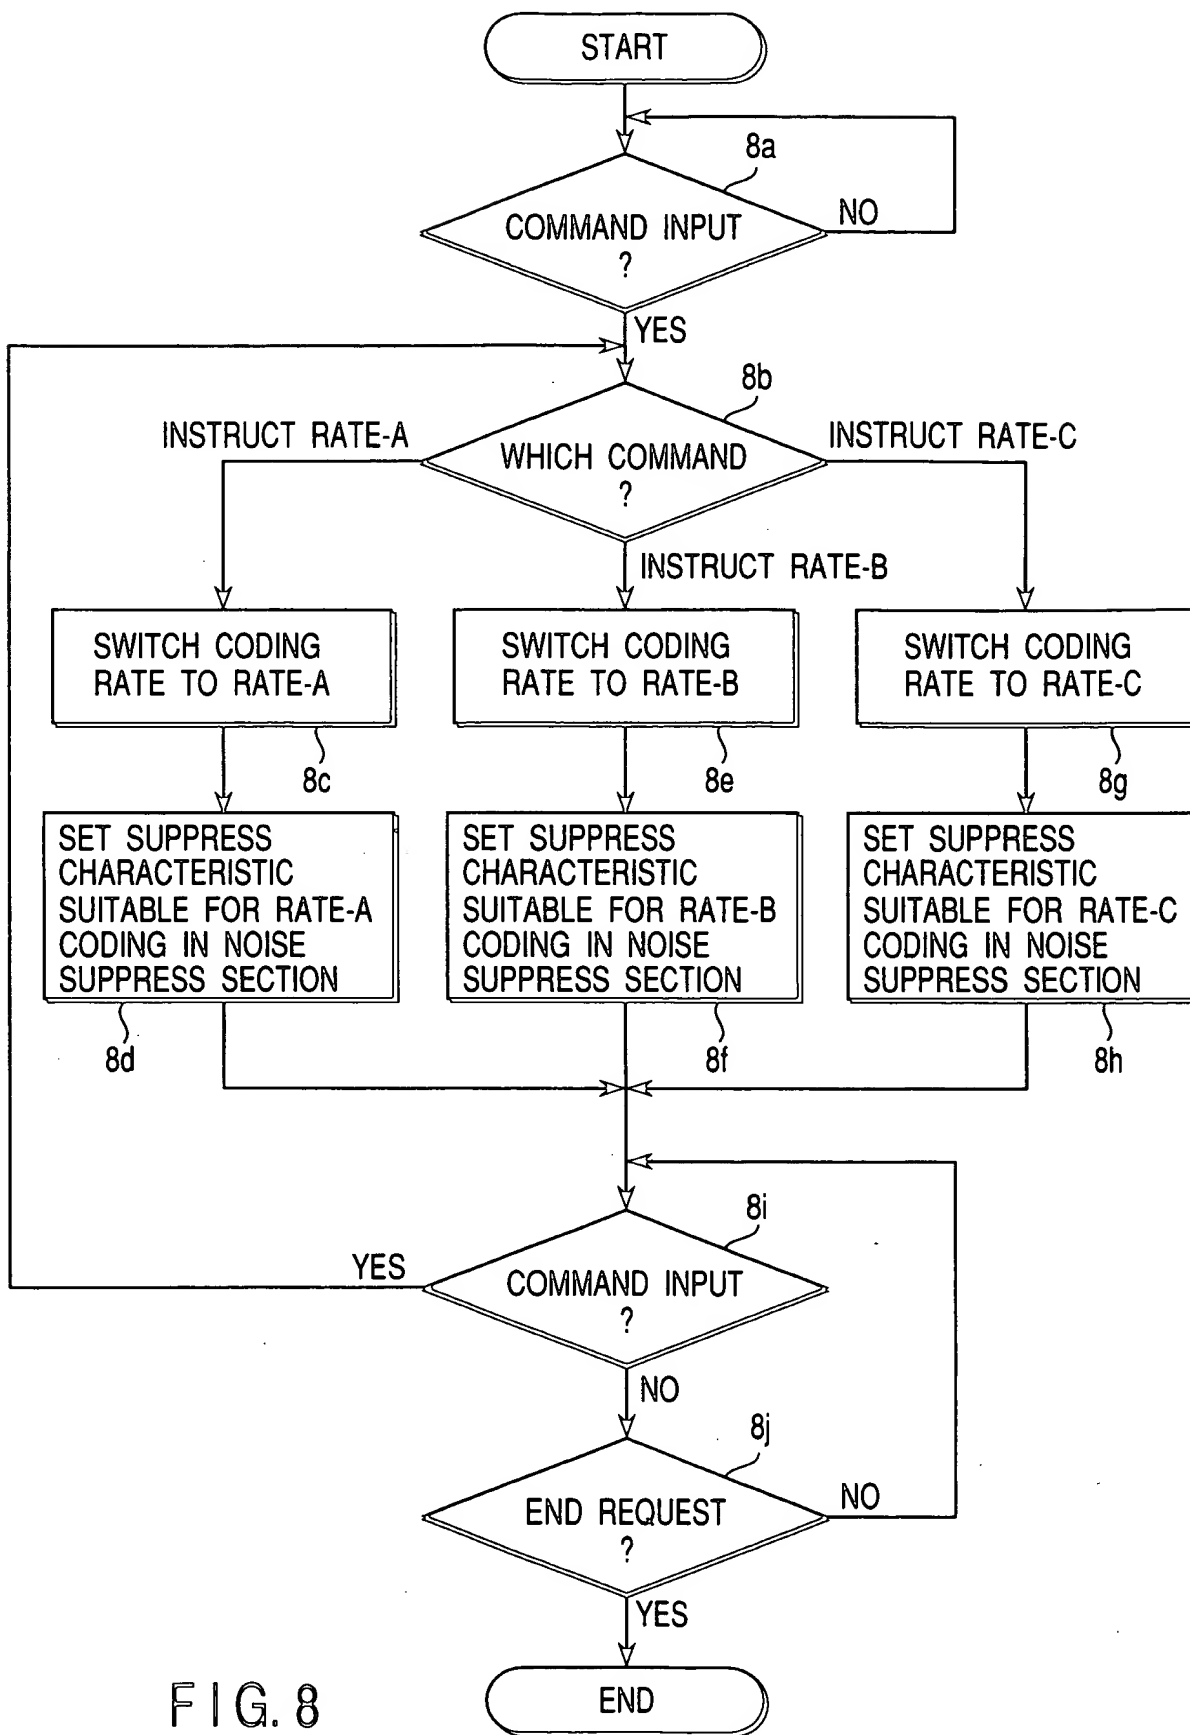 START
8a
COMMAND INPUT
?
NO
YES
8b
INSTRUCT RATE-A
WHICH COMMAND
?
INSTRUCT RATE-C
INSTRUCT RATE-B
SWITCH CODING
RATE TO RATE-A
8c
SWITCH CODING
RATE TO RATE-B
8e
SWITCH CODING
RATE TO RATE-C
8g
SET SUPPRESS
CHARACTERISTIC
SUITABLE FOR RATE-A
CODING IN NOISE
SUPPRESS SECTION
8d
SET SUPPRESS
CHARACTERISTIC
SUITABLE FOR RATE-B
CODING IN NOISE
SUPPRESS SECTION
8f
SET SUPPRESS
CHARACTERISTIC
SUITABLE FOR RATE-C
CODING IN NOISE
SUPPRESS SECTION
8h
8i
YES
COMMAND INPUT
?
NO
8j
END REQUEST
?
NO
YES
END
FIG. 8